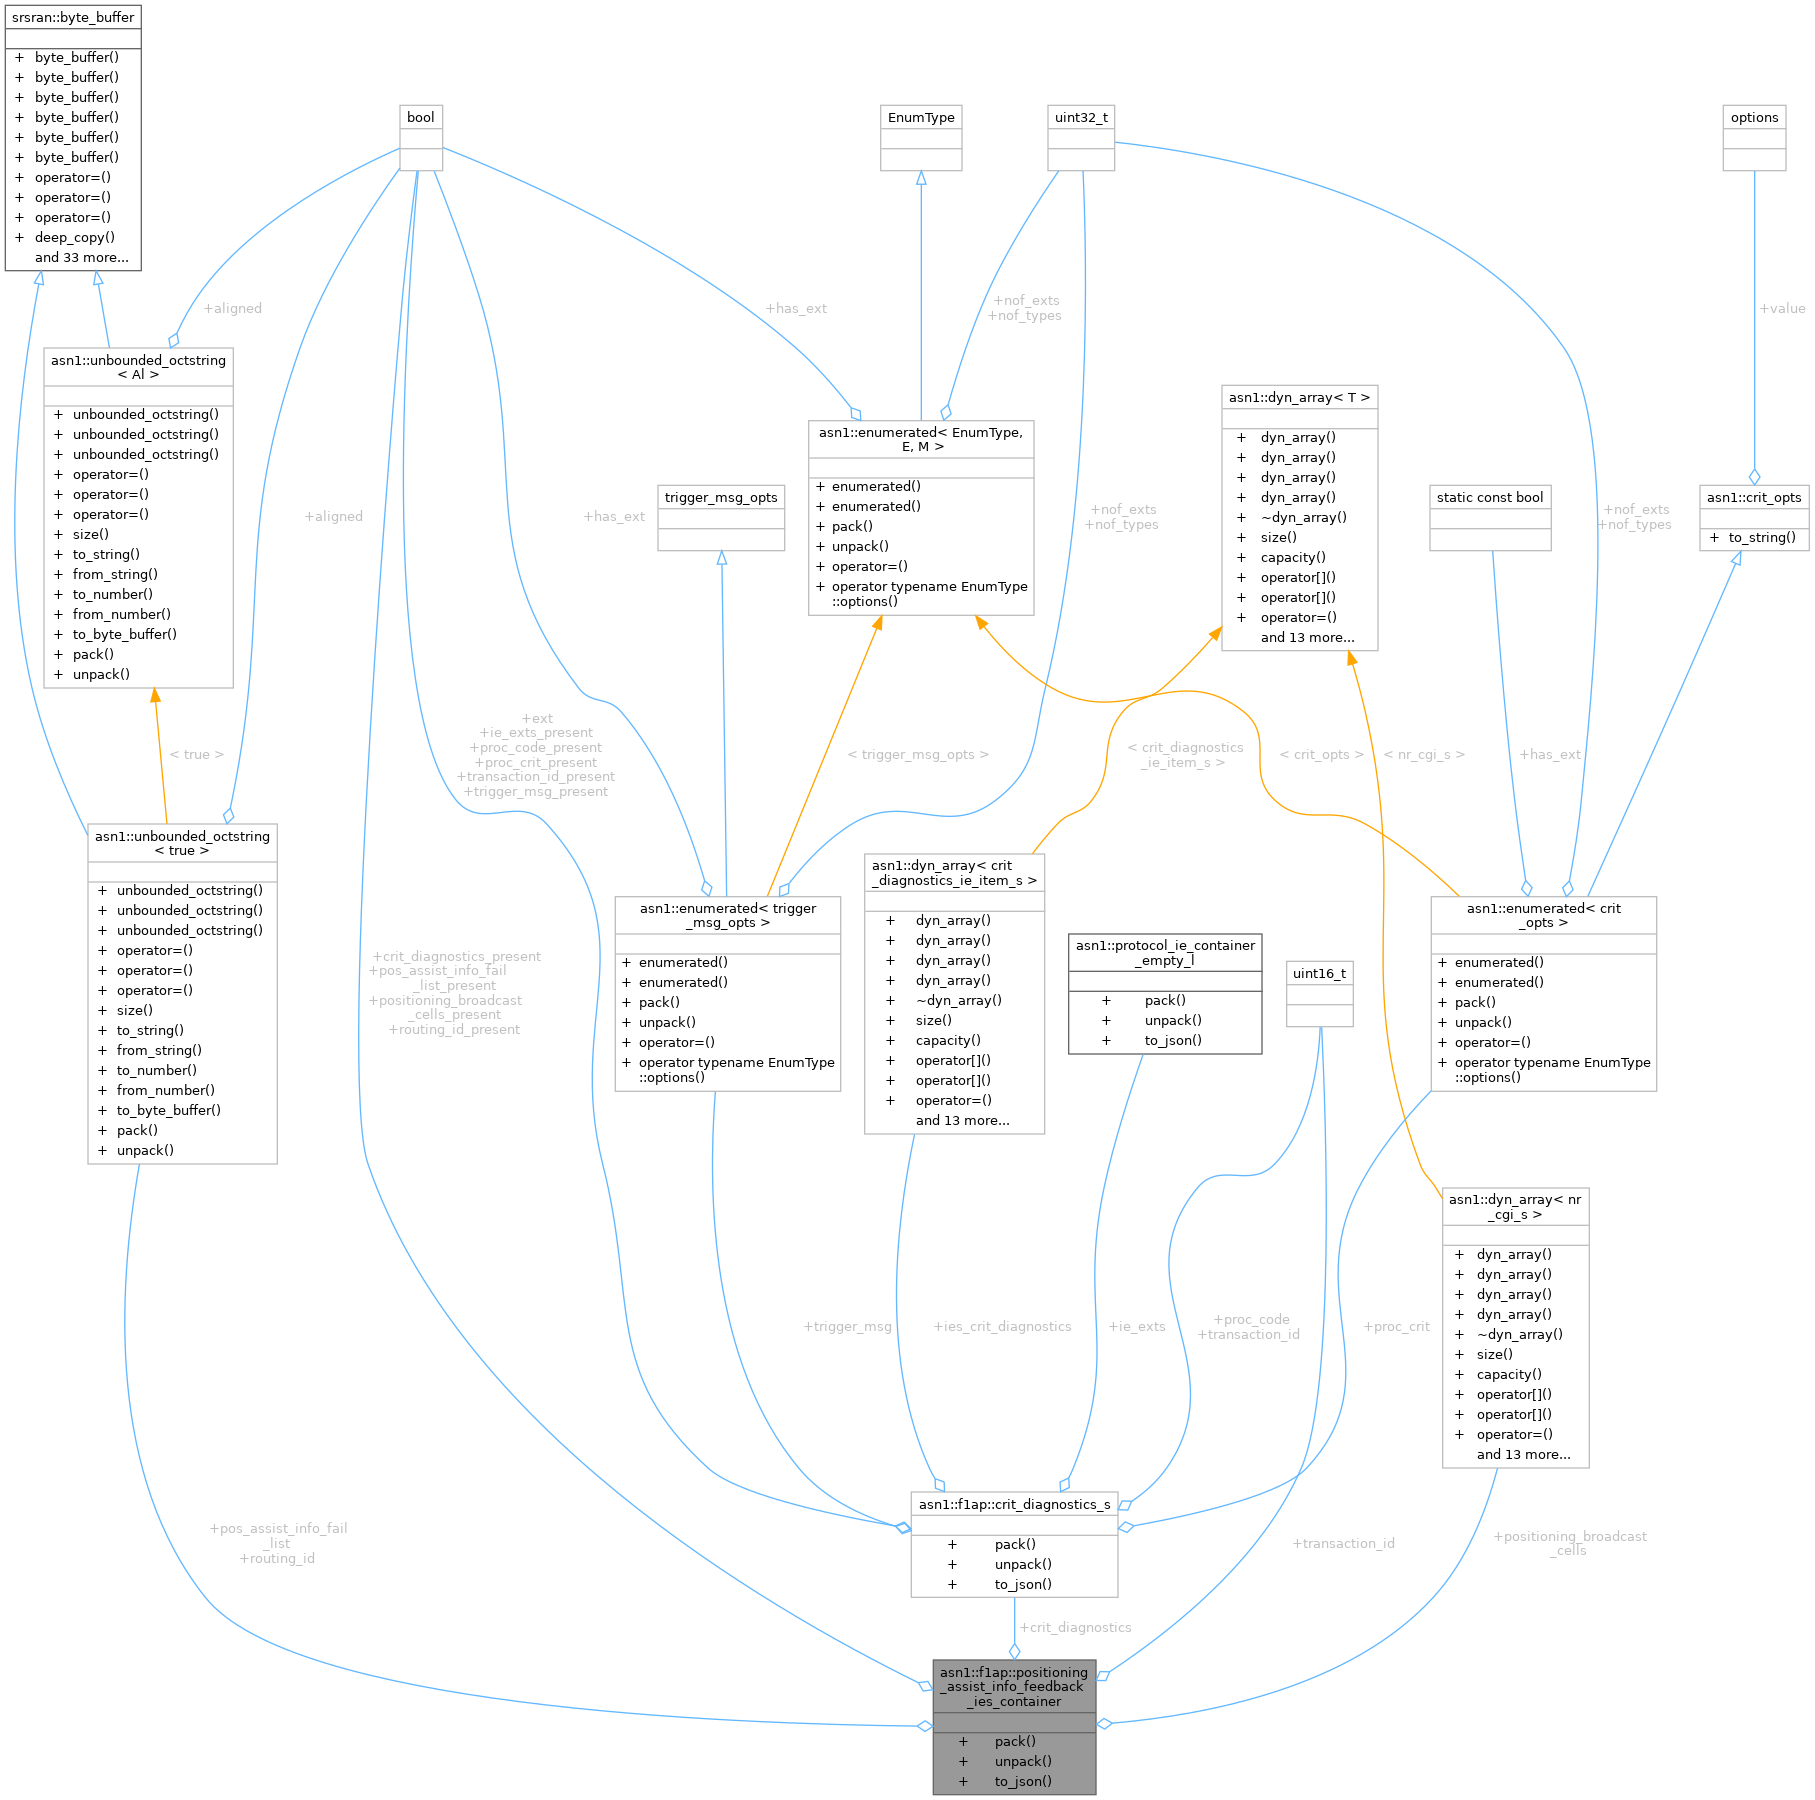 srsran::byte_buffer
+ byte_buffer()
+ byte_buffer()
+ byte_buffer()
+ byte_buffer()
+ byte_buffer()
+ byte_buffer()
+ operator=()
+ operator=()
+ operator=()
+ deep_copy()
and 33 more...
bool
EnumType
uint32_t
options
+aligned
+has_ext
+nof_exts
+nof_types
+value
asn1::unbounded_octstring
< Al >
+ unbounded_octstring()
+ unbounded_octstring()
+ unbounded_octstring()
+ operator=()
+ operator=()
+ operator=()
+ size()
+ to_string()
+ from_string()
+ to_number()
+ from_number()
+ to_byte_buffer()
+ pack()
+ unpack()
asn1::enumerated< EnumType,
E, M >
+ enumerated()
+ enumerated()
+ pack()
+ unpack()
+ operator=()
+ operator typename EnumType
::options()
asn1::dyn_array< T >
+ dyn_array()
+ dyn_array()
+ dyn_array()
+ dyn_array()
+ ~dyn_array()
+ size()
+ capacity()
+ operator[]()
+ operator[]()
+ operator=()
and 13 more...
trigger_msg_opts
static const bool
asn1::crit_opts
+ to_string()
+aligned
+has_ext
+nof_exts
+nof_types
+nof_exts
+nof_types
< true >
+ext
+ie_exts_present
+proc_code_present
+proc_crit_present
+transaction_id_present
+trigger_msg_present
< trigger_msg_opts >
< crit_diagnostics
_ie_item_s >
< crit_opts >
< nr_cgi_s >
+has_ext
asn1::unbounded_octstring
< true >
+ unbounded_octstring()
+ unbounded_octstring()
+ unbounded_octstring()
+ operator=()
+ operator=()
+ operator=()
+ size()
+ to_string()
+ from_string()
+ to_number()
+ from_number()
+ to_byte_buffer()
+ pack()
+ unpack()
+crit_diagnostics_present
+pos_assist_info_fail
_list_present
+positioning_broadcast
_cells_present
+routing_id_present
asn1::enumerated< trigger
_msg_opts >
+ enumerated()
+ enumerated()
+ pack()
+ unpack()
+ operator=()
+ operator typename EnumType
::options()
asn1::dyn_array< crit
_diagnostics_ie_item_s >
+ dyn_array()
+ dyn_array()
+ dyn_array()
+ dyn_array()
+ ~dyn_array()
+ size()
+ capacity()
+ operator[]()
+ operator[]()
+ operator=()
and 13 more...
asn1::protocol_ie_container
_empty_l
+ pack()
+ unpack()
+ to_json()
uint16_t
asn1::enumerated< crit
_opts >
+ enumerated()
+ enumerated()
+ pack()
+ unpack()
+ operator=()
+ operator typename EnumType
::options()
asn1::dyn_array< nr
_cgi_s >
+ dyn_array()
+ dyn_array()
+ dyn_array()
+ dyn_array()
+ ~dyn_array()
+ size()
+ capacity()
+ operator[]()
+ operator[]()
+ operator=()
and 13 more...
+trigger_msg
+ies_crit_diagnostics
+ie_exts
+proc_code
+transaction_id
+proc_crit
asn1::f1ap::crit_diagnostics_s
+ pack()
+ unpack()
+ to_json()
+pos_assist_info_fail
_list
+routing_id
+transaction_id
+positioning_broadcast
_cells
+crit_diagnostics
asn1::f1ap::positioning
_assist_info_feedback
_ies_container
+ pack()
+ unpack()
+ to_json()